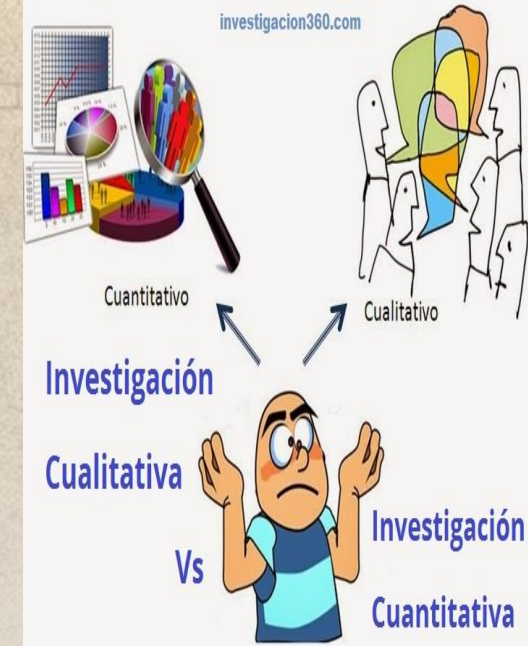 investigacion360.com
Cuantitativo
Cualitativo
Investigación
Cualitativa
Vs
Investigación
Cuantitativa